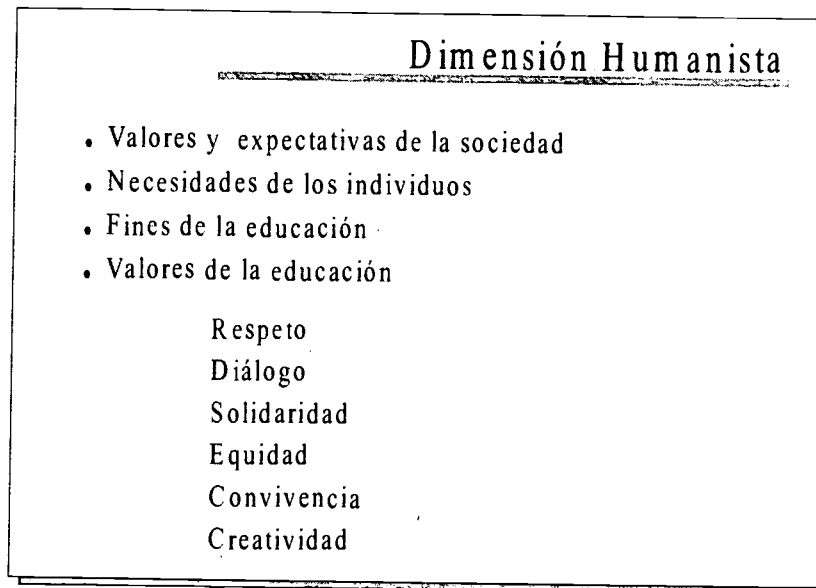 Dimensión Humanista
• Valores y expectativas de la sociedad
• Necesidades de los individuos
• Fines de la educación
• Valores de la educación
Respeto
Diálogo
Solidaridad
Equidad
Convivencia
Creatividad